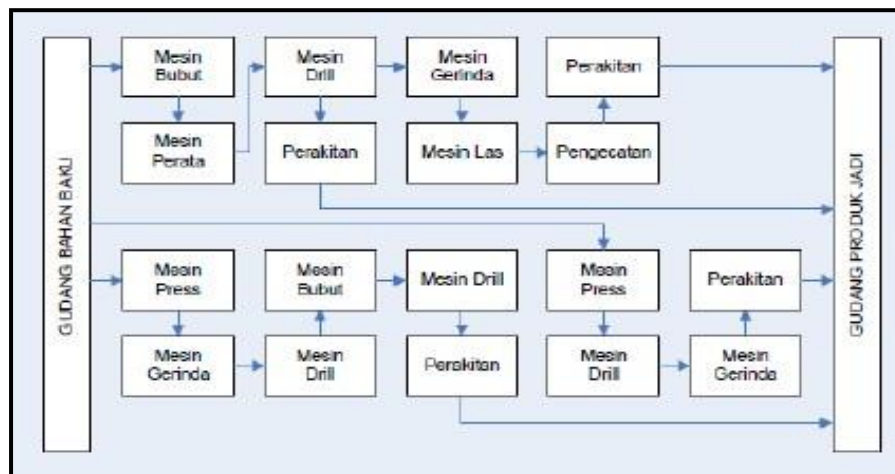 GUDANG BAHAN BAKU
Mesin
Bubut
Mesin
Drill
Mesin
Gerinda
Perakitan
Mesin
Perata
Perakitan
Mesin Las
Pengecatan
Mesin
Press
Mesin
Bubut
Mesin Drill
Mesin
Press
Perakitan
Mesin
Gerinda
Mesin
Drill
Perakitan
Mesin
Drill
Mesin
Gerinda
GUDANG PRODUK JADI